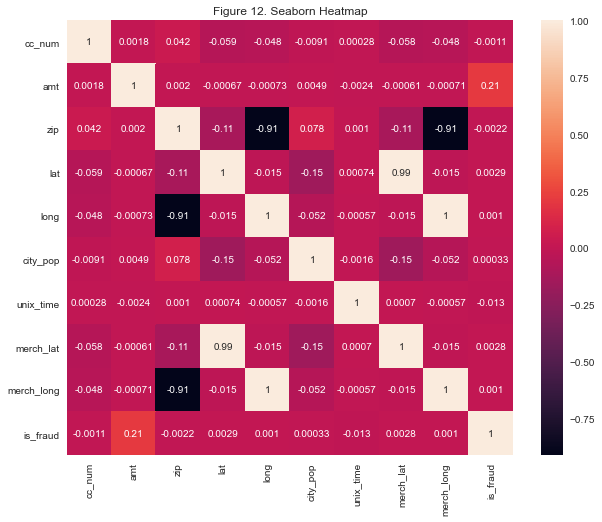 Figure 12. Seaborn Heatmap
cc_num 1 0.0018 0.042 -0.059 -0.048 -0.0091 0.00028 -0.058 -0.048 -0.0011
amt 0.0018 1 0.002 -0.00067 -0.00073 0.0049 -0.0024 -0.00061 -0.00071 0.21
zip 0.042 0.002 1 -0.11 -0.91 0.078 0.001 -0.11 -0.91 -0.0022
lat -0.059 -0.00067 -0.11 1 -0.015 -0.15 0.00074 0.99 -0.015 0.0029
long -0.048 -0.00073 -0.91 -0.015 1 -0.052 -0.00057 -0.015 1 0.001
city_pop -0.0091 0.0049 0.078 -0.15 -0.052 1 -0.0016 -0.15 -0.052 0.00033
unix_time 0.00028 -0.0024 0.001 0.00074 -0.00057 -0.0016 1 0.0007 -0.00057 -0.013
merch_lat -0.058 -0.00061 -0.11 0.99 -0.015 -0.15 0.0007 1 -0.015 0.0028
merch_long -0.048 -0.00071 -0.91 -0.015 1 -0.052 -0.00057 -0.015 1 0.001
is_fraud -0.0011 0.21 -0.0022 0.0029 0.001 0.00033 -0.013 0.0028 0.001 1
cc_num amt zip lat long city_pop unix_time merch_lat merch_long is_fraud
1.00
0.75
0.50
0.25
0.00
-0.25
-0.50
-0.75